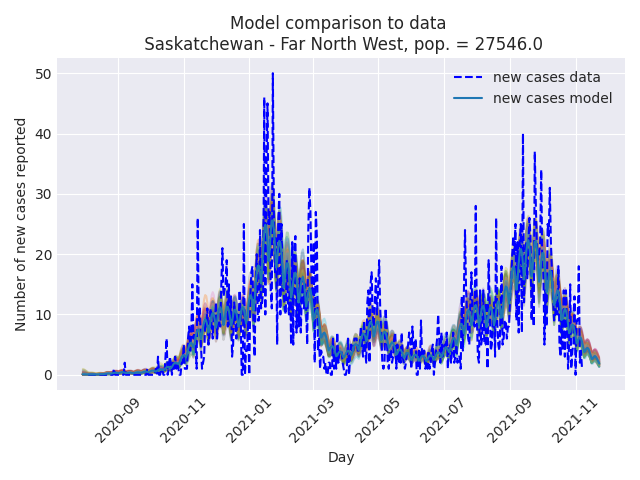 Model comparison to data
Saskatchewan - Far North West, pop. = 27546.0
new cases data
new cases model
Number of new cases reported
50
40
30
20
10
0
2020-09
2020-11
2021-01
2021-03
2021-05
2021-07
2021-09
2021-11
Day